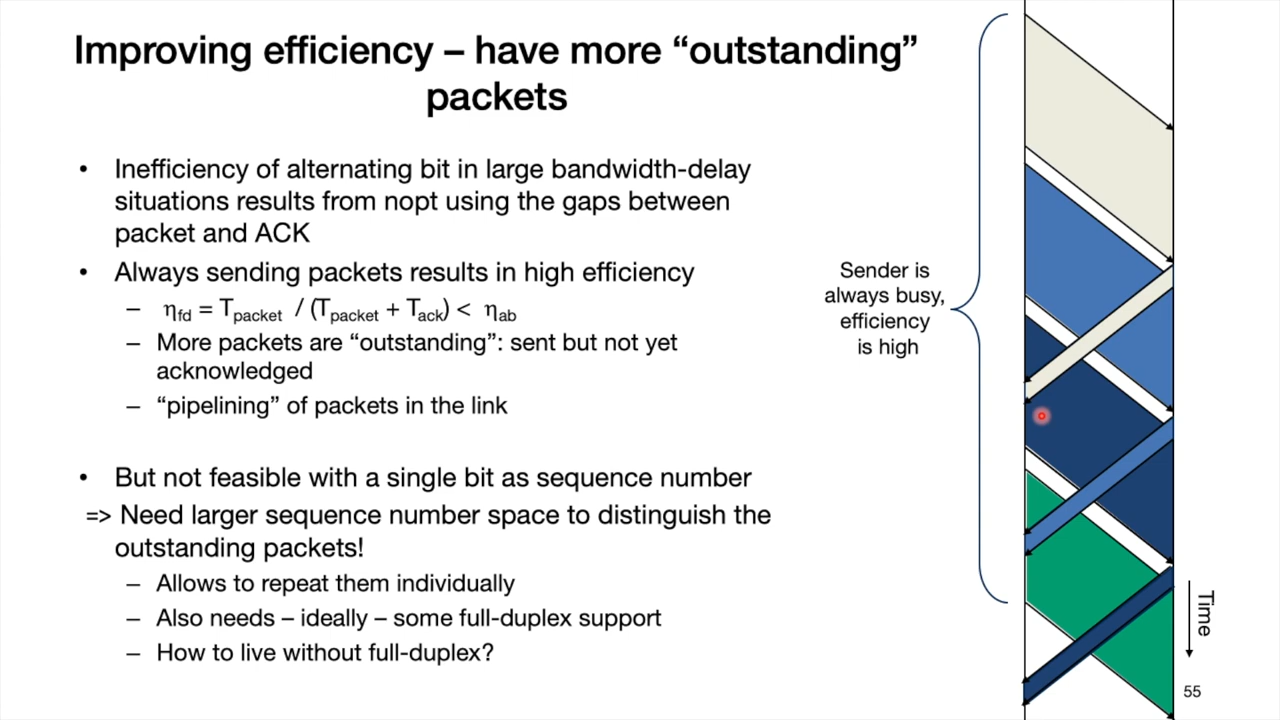 Improving efficiency – have more “outstanding”
packets
• Inefficiency of alternating bit in large bandwidth-delay
situations results from nopt using the gaps between
packet and ACK
• Always sending packets results in high efficiency
– ηfd = Tpacket / (Tpacket + Tack) < ηab
– More packets are “outstanding”: sent but not yet
acknowledged
– “pipelining” of packets in the link
• But not feasible with a single bit as sequence number
=> Need larger sequence number space to distinguish the
outstanding packets!
– Allows to repeat them individually
– Also needs – ideally – some full-duplex support
– How to live without full-duplex?
Sender is
always busy,
efficiency
is high
Time
55